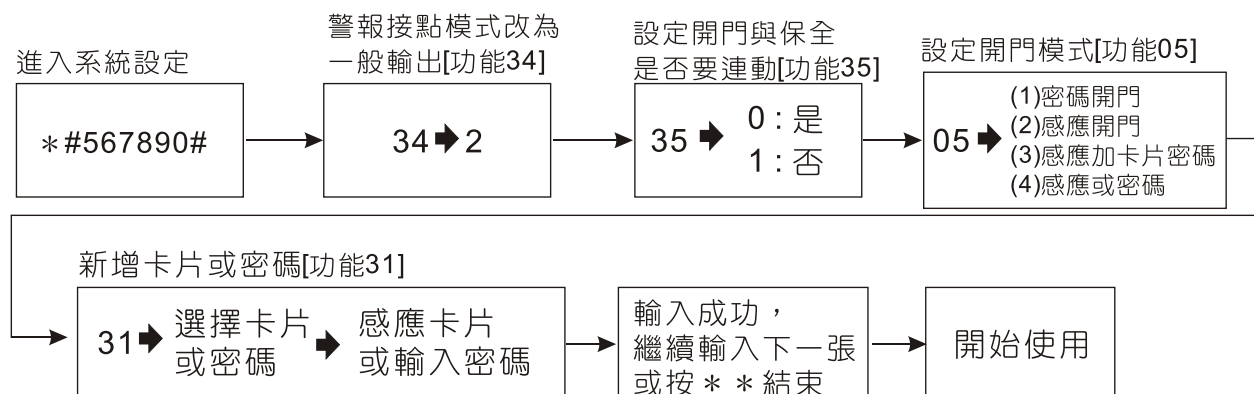 進入系統設定
＊#567890#
警報接點模式改為
一般輸出[功能34]
34➡2
設定開門與保全
是否要連動[功能35]
35➡
0：是
1：否
設定開門模式[功能05]
05➡
(1)密碼開門
(2)感應開門
(3)感應加卡片密碼
(4)感應或密碼
新增卡片或密碼[功能31]
31➡
選擇卡片
或密碼
➡
感應卡片
或輸入密碼
輸入成功，
繼續輸入下一張
或按＊＊結束
開始使用